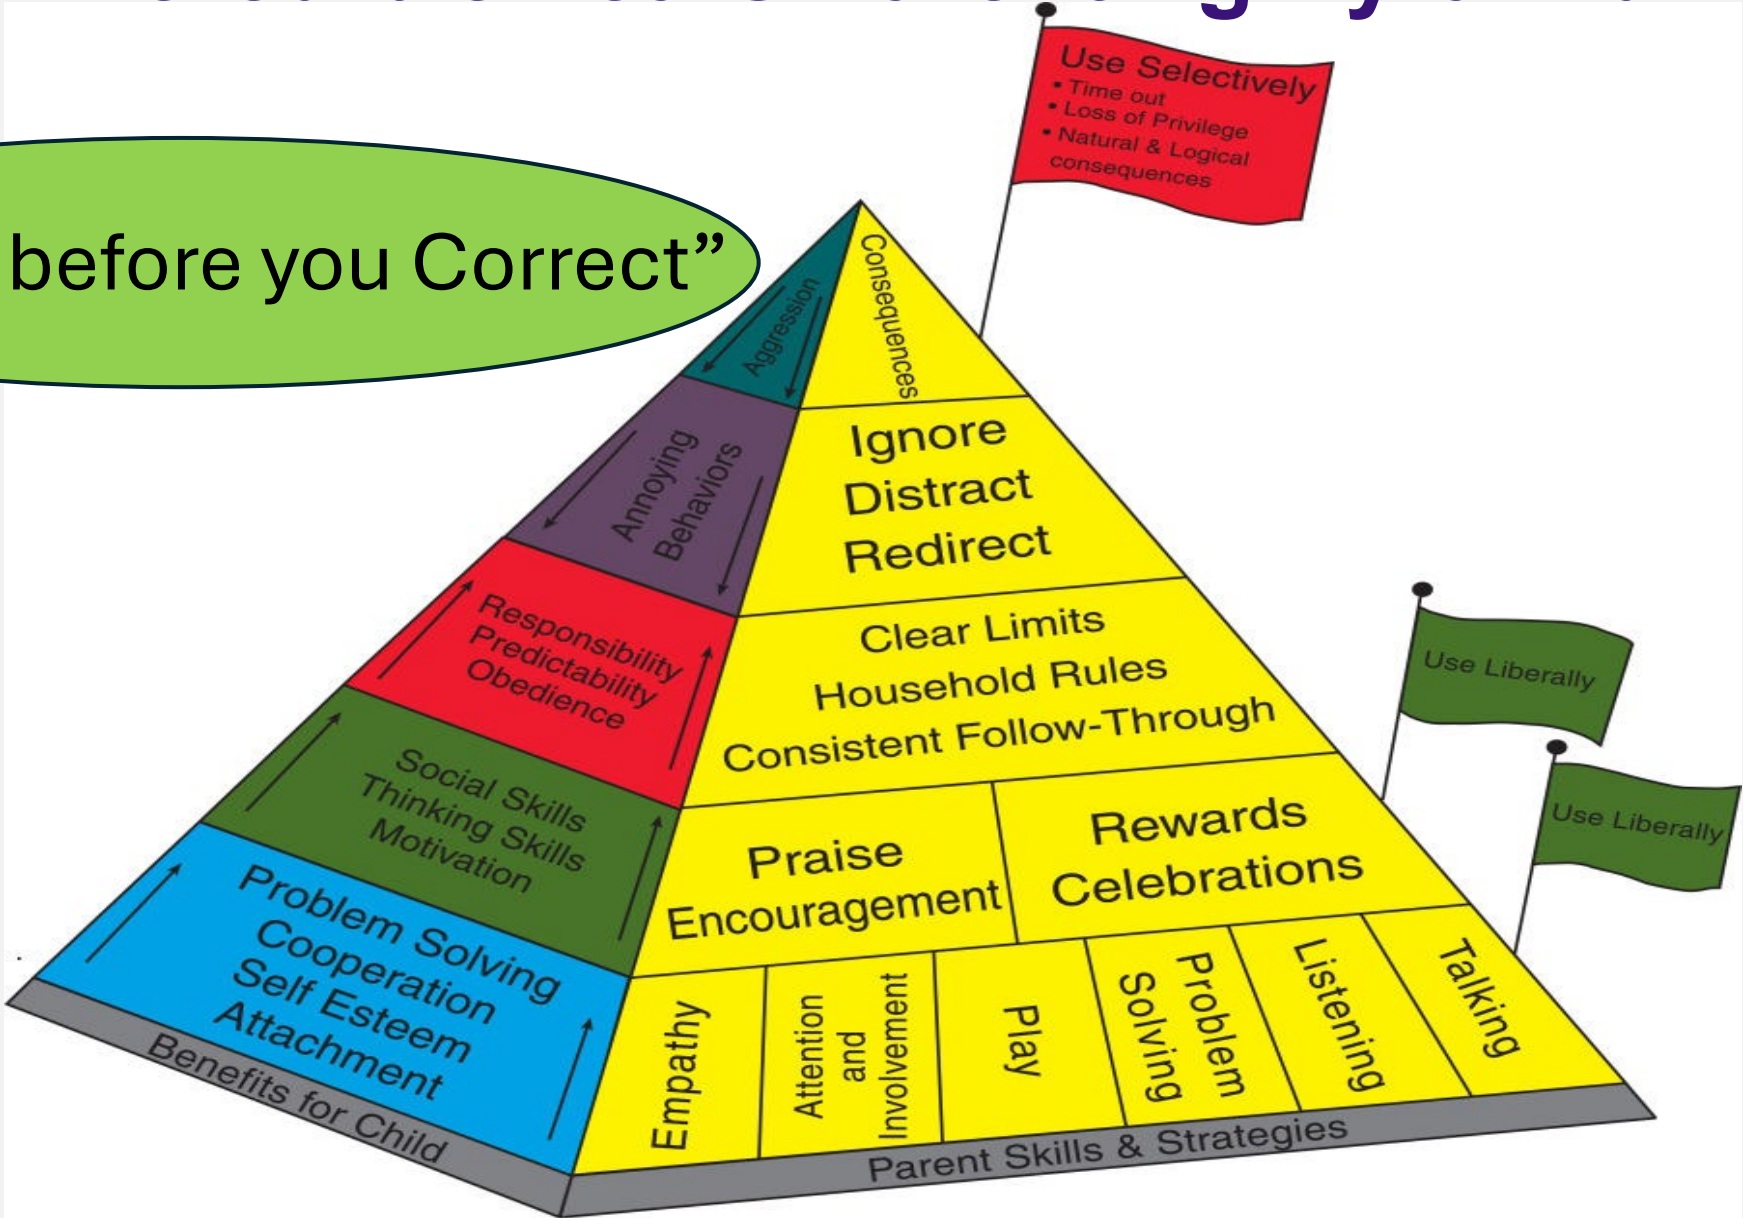 Use Selectively
• Time out
• Loss of Privilege
• Natural & Logical
consequences
before you Correct”
Aggression
Consequences
Annoying
Behaviors
Ignore
Distract
Redirect
Responsibility
Predictability
Obedience
Clear Limits
Household Rules
Consistent Follow-Through
Use Liberally
Social Skills
Thinking Skills
Motivation
Praise
Encouragement
Rewards
Celebrations
Use Liberally
Problem Solving
Cooperation
Self Esteem
Attachment
Empathy
Attention
and
Involvement
Play
Problem
Solving
Listening
Talking
Benefits for Child
Parent Skills & Strategies